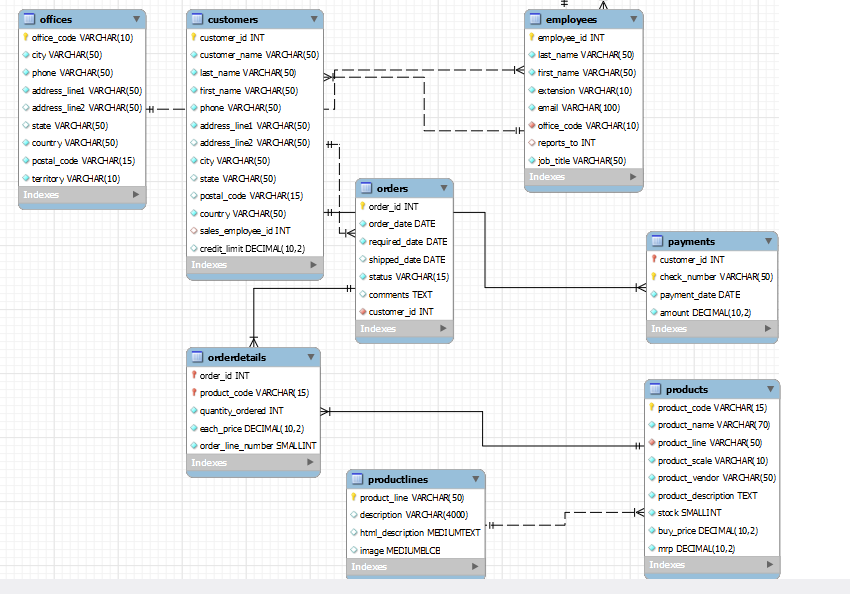 offices
office_code VARCHAR(10)
city VARCHAR(50)
phone VARCHAR(50)
address_line1 VARCHAR(50)
address_line2 VARCHAR(50)
state VARCHAR(50)
country VARCHAR(50)
postal_code VARCHAR(15)
territory VARCHAR(10)
Indexes
customers
customer_id INT
customer_name VARCHAR(50)
last_name VARCHAR(50)
first_name VARCHAR(50)
phone VARCHAR(50)
address_line1 VARCHAR(50)
address_line2 VARCHAR(50)
city VARCHAR(50)
state VARCHAR(50)
postal_code VARCHAR(15)
country VARCHAR(50)
sales_employee_id INT
credit_limit DECIMAL(10,2)
Indexes
employees
employee_id INT
last_name VARCHAR(50)
first_name VARCHAR(50)
extension VARCHAR(10)
email VARCHAR(100)
office_code VARCHAR(10)
reports_to INT
job_title VARCHAR(50)
Indexes
orders
order_id INT
order_date DATE
required_date DATE
shipped_date DATE
status VARCHAR(15)
comments TEXT
customer_id INT
Indexes
payments
customer_id INT
check_number VARCHAR(50)
payment_date DATE
amount DECIMAL(10,2)
Indexes
orderdetails
order_id INT
product_code VARCHAR(15)
quantity_ordered INT
each_price DECIMAL(10,2)
order_line_number SMALLINT
Indexes
products
product_code VARCHAR(15)
product_name VARCHAR(70)
product_line VARCHAR(50)
product_scale VARCHAR(10)
product_vendor VARCHAR(50)
product_description TEXT
stock SMALLINT
buy_price DECIMAL(10,2)
mrp DECIMAL(10,2)
Indexes
productlines
product_line VARCHAR(50)
description VARCHAR(4000)
html_description MEDIUMTEXT
image MEDIUMBLOB
Indexes